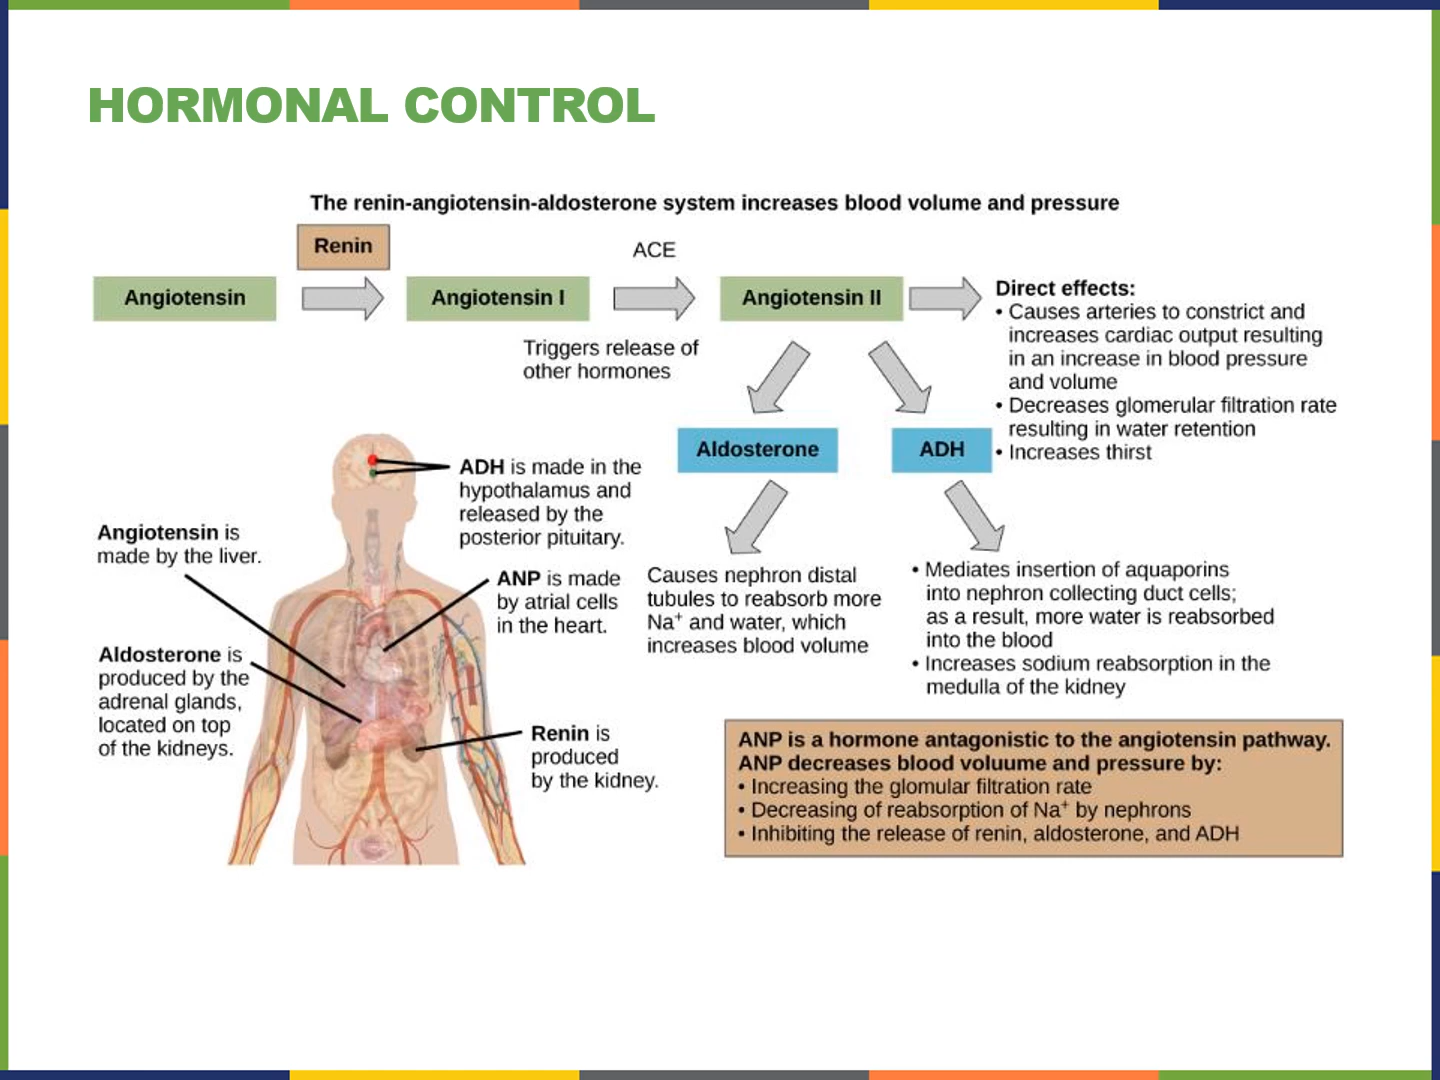 HORMONAL CONTROL
The renin-angiotensin-aldosterone system increases blood volume and pressure
Renin
ACE
Angiotensin
Angiotensin I
Angiotensin II
Triggers release of
other hormones
Direct effects:
• Causes arteries to constrict and
increases cardiac output resulting
in an increase in blood pressure
and volume
• Decreases glomerular filtration rate
resulting in water retention
• Increases thirst
Aldosterone
ADH
ADH is made in the
hypothalamus and
released by the
posterior pituitary.
Angiotensin is
made by the liver.
ANP is made
by atrial cells
in the heart.
Causes nephron distal
tubules to reabsorb more
Na⁺ and water, which
increases blood volume
• Mediates insertion of aquaporins
into nephron collecting duct cells;
as a result, more water is reabsorbed
into the blood
• Increases sodium reabsorption in the
medulla of the kidney
Aldosterone is
produced by the
adrenal glands,
located on top
of the kidneys.
Renin is
produced
by the kidney.
ANP is a hormone antagonistic to the angiotensin pathway.
ANP decreases blood voluume and pressure by:
• Increasing the glomular filtration rate
• Decreasing of reabsorption of Na⁺ by nephrons
• Inhibiting the release of renin, aldosterone, and ADH